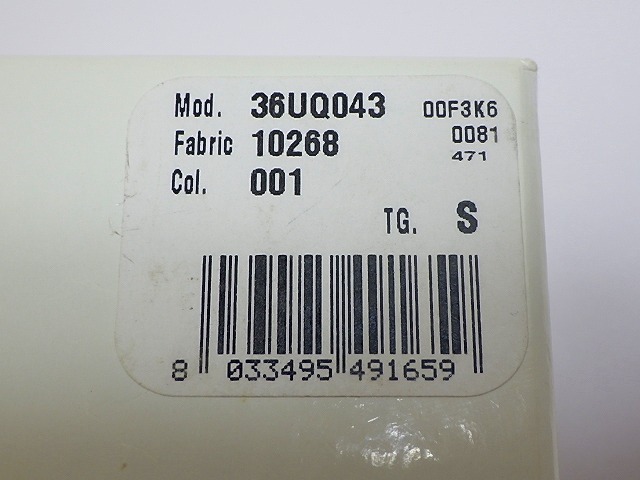 Mod. 36UQ043 00F3K6
Fabric 10268 0081
471
Col. 001
TG. S
8 033495 491659